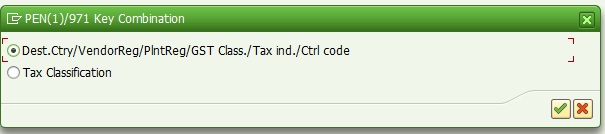 PEN(1)/971 Key Combination
Dest.Ctry/VendorReg/PlntReg/GST Class./Tax ind./Ctrl code
Tax Classification